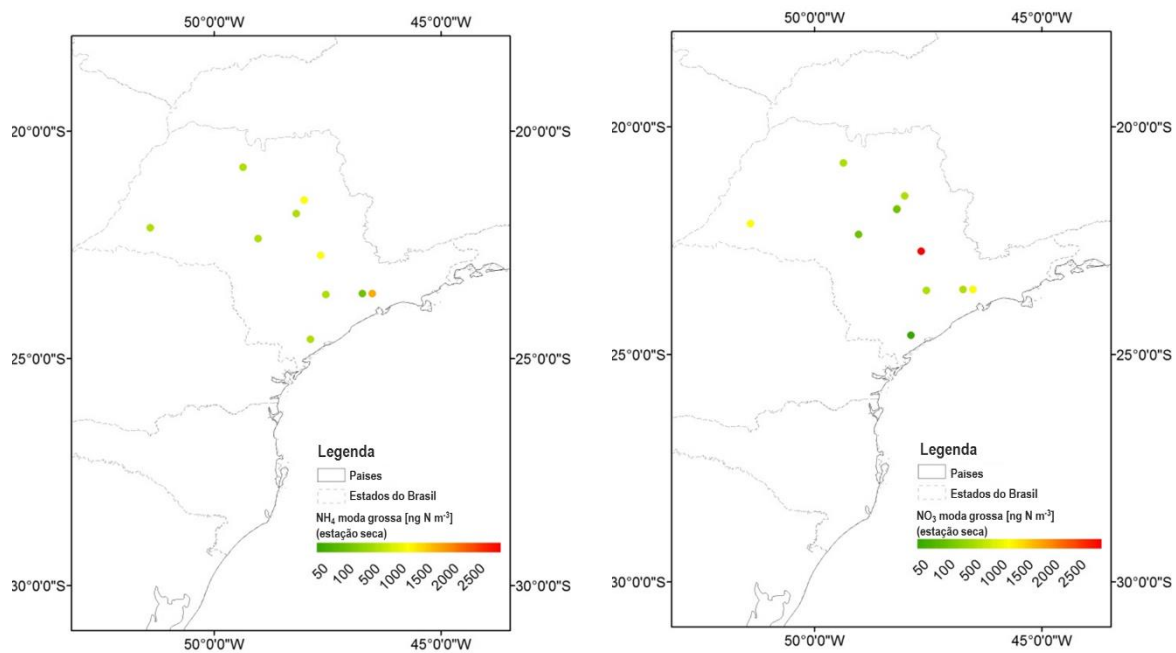 50°0'0"W 45°0'0"W
20°0'0"S 20°0'0"S
25°0'0"S 25°0'0"S
Legenda
Paises
Estados do Brasil
NH₄ moda grossa [ng N m⁻³]
(estação seca)
50 100 500 1000 1500 2000 2500
30°0'0"S 30°0'0"S
50°0'0"W 45°0'0"W
50°0'0"W 45°0'0"W
20°0'0"S 20°0'0"S
25°0'0"S 25°0'0"S
Legenda
Paises
Estados do Brasil
NO₃ moda grossa [ng N m⁻³]
(estação seca)
50 100 500 1000 1500 2000 2500
30°0'0"S 30°0'0"S
50°0'0"W 45°0'0"W